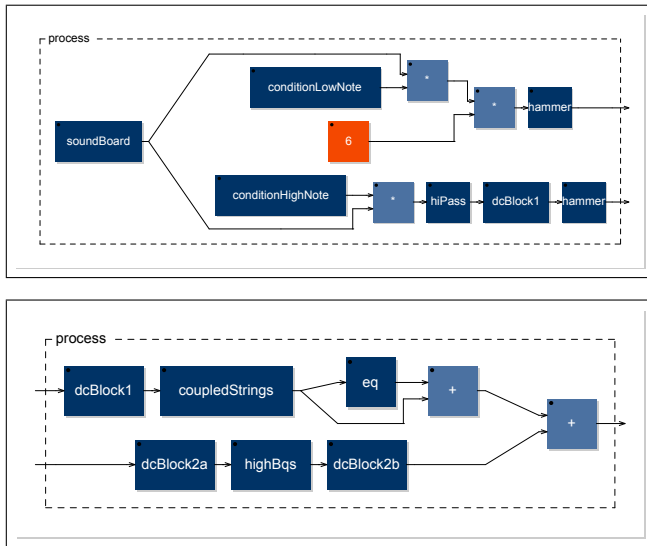 process
conditionLowNote
*
*
hammer
soundBoard
6
conditionHighNote
*
hiPass
dcBlock1
hammer
process
dcBlock1
coupledStrings
eq
+
+
dcBlock2a
highBqs
dcBlock2b